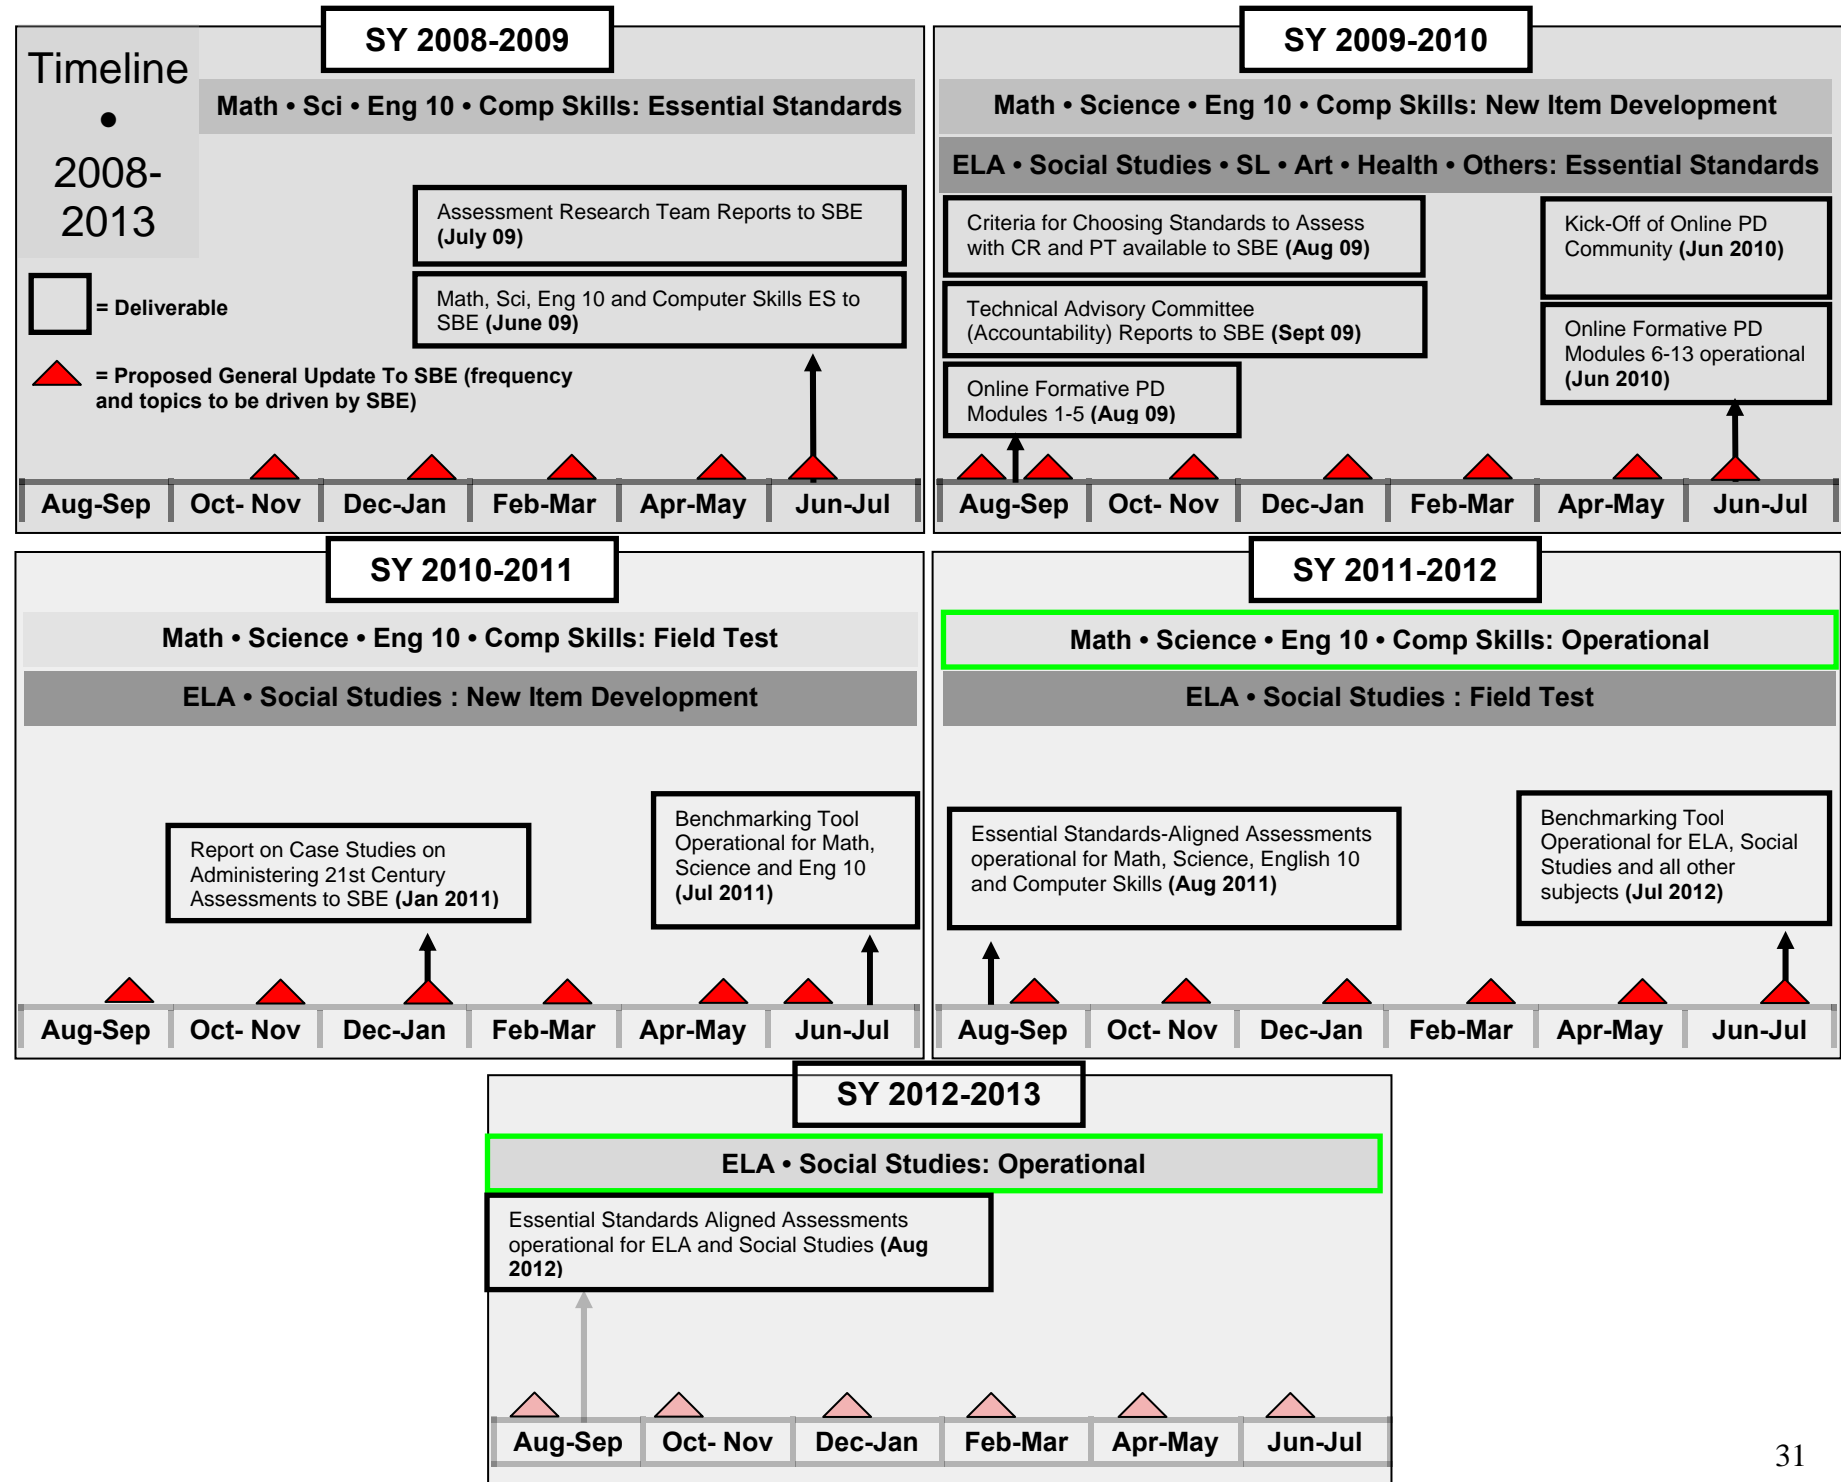 Timeline
•
2008-
2013
= Deliverable
= Proposed General Update To SBE (frequency
and topics to be driven by SBE)
SY 2008-2009
Math • Sci • Eng 10 • Comp Skills: Essential Standards
Assessment Research Team Reports to SBE
(July 09)
Math, Sci, Eng 10 and Computer Skills ES to
SBE (June 09)
Aug-Sep Oct- Nov Dec-Jan Feb-Mar Apr-May Jun-Jul
SY 2009-2010
Math • Science • Eng 10 • Comp Skills: New Item Development
ELA • Social Studies • SL • Art • Health • Others: Essential Standards
Criteria for Choosing Standards to Assess
with CR and PT available to SBE (Aug 09)
Technical Advisory Committee
(Accountability) Reports to SBE (Sept 09)
Online Formative PD
Modules 1-5 (Aug 09)
Kick-Off of Online PD
Community (Jun 2010)
Online Formative PD
Modules 6-13 operational
(Jun 2010)
Aug-Sep Oct- Nov Dec-Jan Feb-Mar Apr-May Jun-Jul
SY 2010-2011
Math • Science • Eng 10 • Comp Skills: Field Test
ELA • Social Studies : New Item Development
Report on Case Studies on
Administering 21st Century
Assessments to SBE (Jan 2011)
Benchmarking Tool
Operational for Math,
Science and Eng 10
(Jul 2011)
Aug-Sep Oct- Nov Dec-Jan Feb-Mar Apr-May Jun-Jul
SY 2011-2012
Math • Science • Eng 10 • Comp Skills: Operational
ELA • Social Studies : Field Test
Essential Standards-Aligned Assessments
operational for Math, Science, English 10
and Computer Skills (Aug 2011)
Benchmarking Tool
Operational for ELA, Social
Studies and all other
subjects (Jul 2012)
Aug-Sep Oct- Nov Dec-Jan Feb-Mar Apr-May Jun-Jul
SY 2012-2013
ELA • Social Studies: Operational
Essential Standards Aligned Assessments
operational for ELA and Social Studies (Aug
2012)
Aug-Sep Oct- Nov Dec-Jan Feb-Mar Apr-May Jun-Jul
31